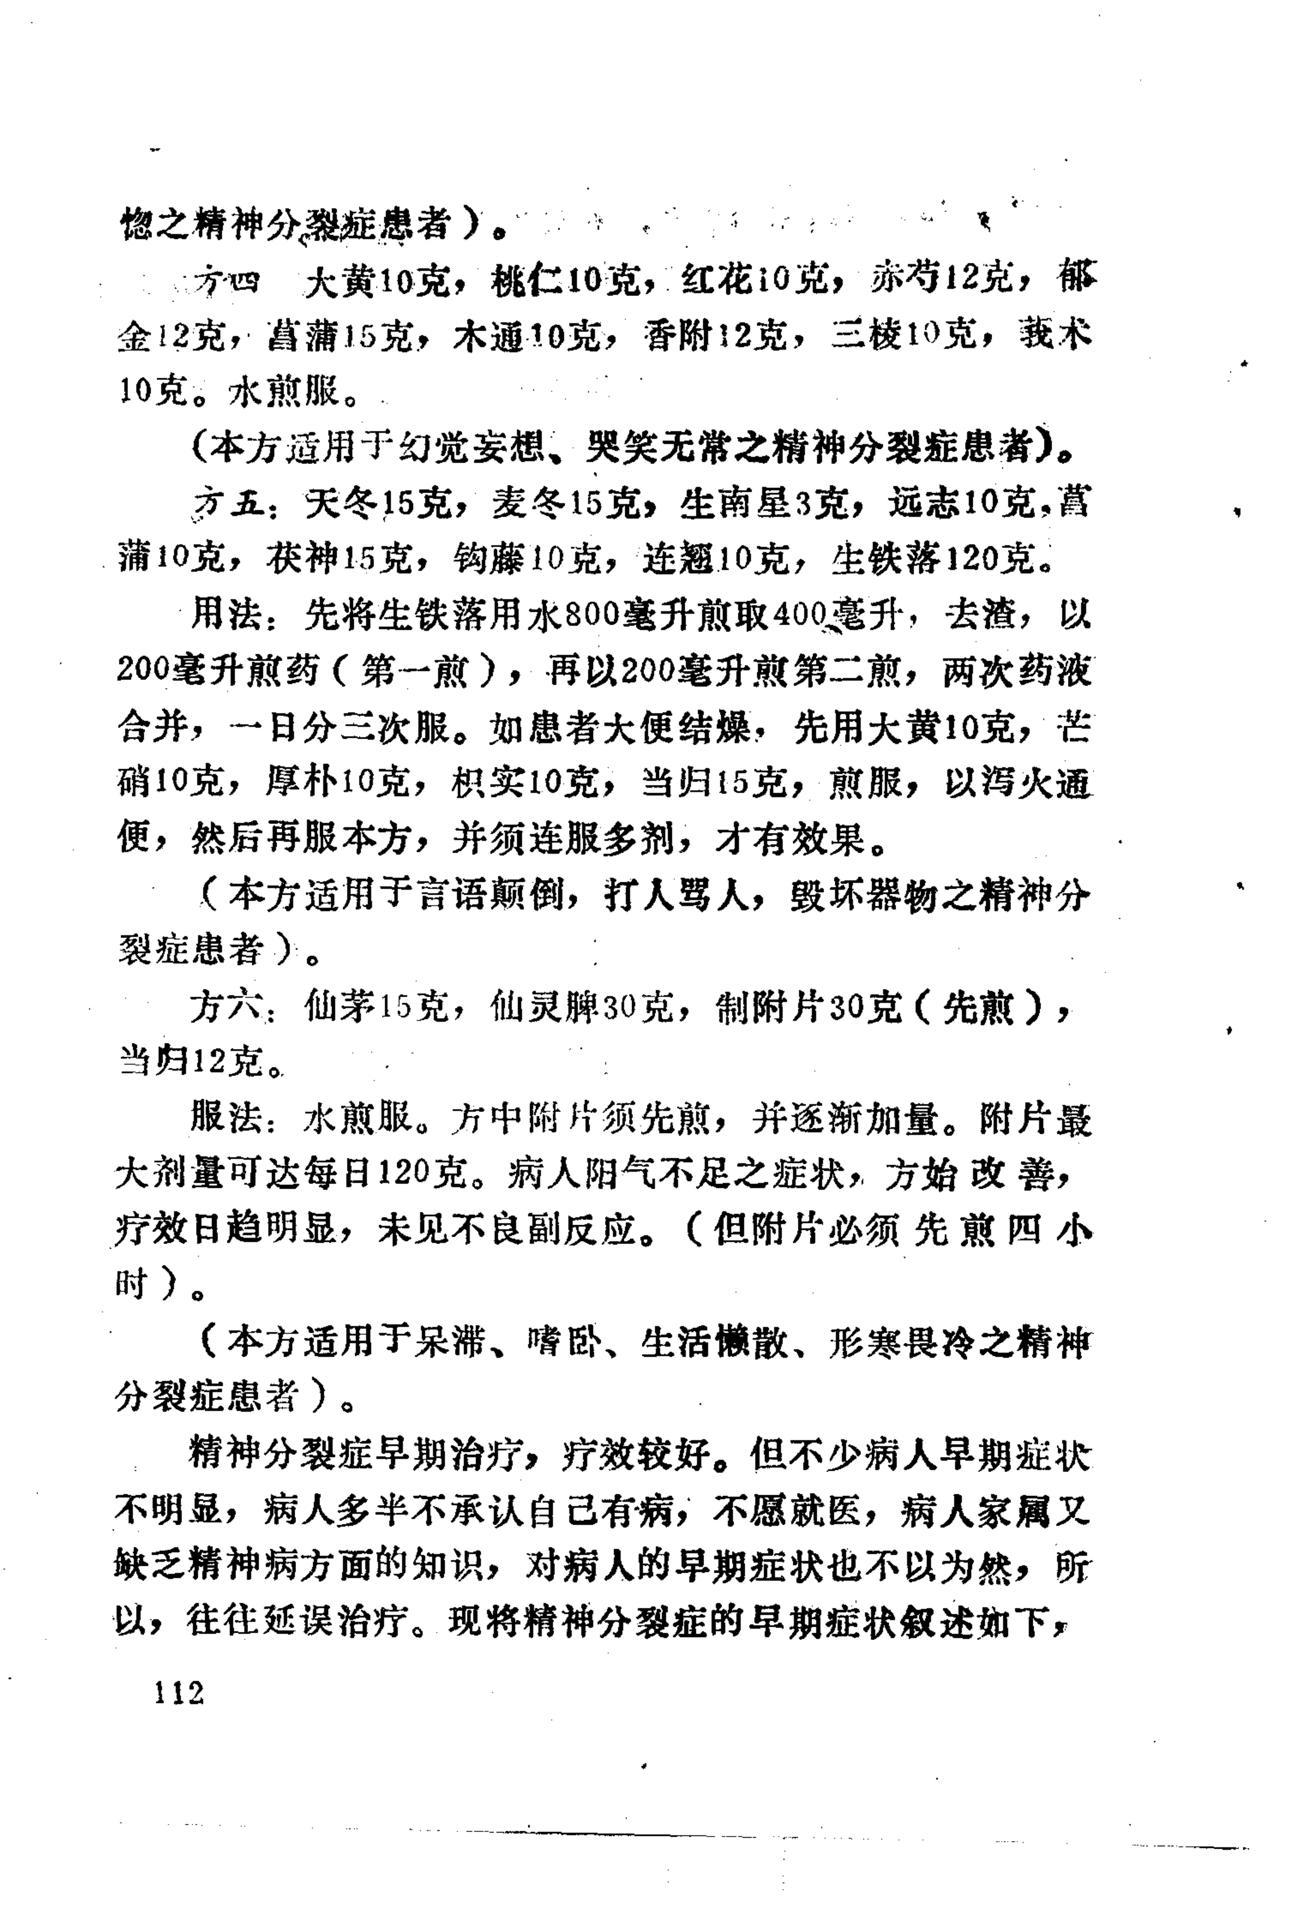 惚之精神分裂症患者）。
方四　大黄10克，桃仁10克，红花10克，赤芍12克，郁
金12克，菖蒲15克，木通10克，香附12克，三棱10克，莪术
10克。水煎服。
（本方适用于幻觉妄想、哭笑无常之精神分裂症患者）。
方五：天冬15克，麦冬15克，生南星3克，远志10克，菖
蒲10克，茯神15克，钩藤10克，连翘10克，生铁落120克。
用法：先将生铁落用水800毫升煎取400毫升，去渣，以
200毫升煎药（第一煎），再以200毫升煎第二煎，两次药液
合并，一日分三次服。如患者大便结燥，先用大黄10克，芒
硝10克，厚朴10克，枳实10克，当归15克，煎服，以泻火通
便，然后再服本方，并须连服多剂，才有效果。
（本方适用于言语颠倒，打人骂人，毁坏器物之精神分
裂症患者）。
方六：仙茅15克，仙灵脾30克，制附片30克（先煎），
当归12克。
服法：水煎服。方中附片须先煎，并逐渐加量。附片最
大剂量可达每日120克。病人阳气不足之症状，方始改善，
疗效日趋明显，未见不良副反应。（但附片必须先煎四小
时）。
（本方适用于呆滞、嗜卧、生活懒散、形寒畏冷之精神
分裂症患者）。
精神分裂症早期治疗，疗效较好。但不少病人早期症状
不明显，病人多半不承认自己有病，不愿就医，病人家属又
缺乏精神病方面的知识，对病人的早期症状也不以为然，所
以，往往延误治疗。现将精神分裂症的早期症状叙述如下，
112